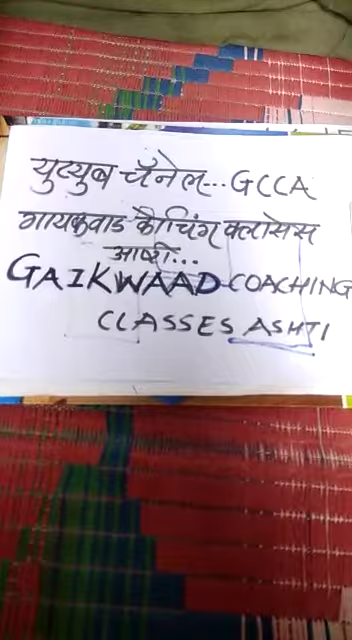 युट्युब चॅनेल...GCCA
गायकवाड कोचिंग क्लासेस
आष्टी...
GAIKWAAD COACHING
CLASSES ASHTI